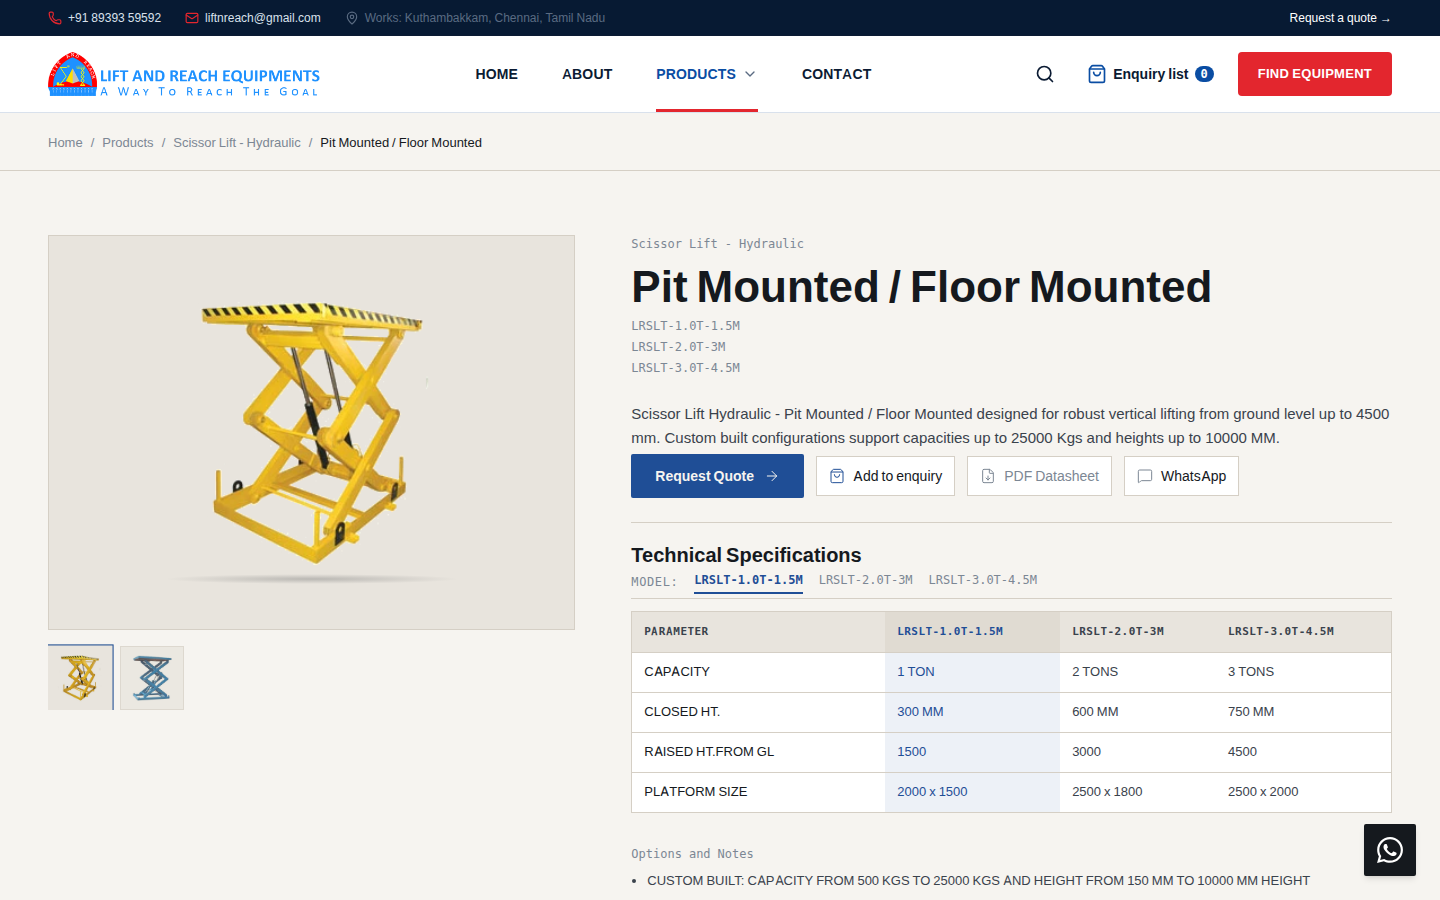 +91 89393 59592
liftnreach@gmail.com
Works: Kuthambakkam, Chennai, Tamil Nadu
Request a quote →
LIFT AND REACH EQUIPMENTS
A WAY TO REACH THE GOAL
HOME
ABOUT
PRODUCTS
CONTACT
Enquiry list 0
FIND EQUIPMENT
Home / Products / Scissor Lift - Hydraulic / Pit Mounted / Floor Mounted
Scissor Lift - Hydraulic
Pit Mounted / Floor Mounted
LRSLT-1.0T-1.5M
LRSLT-2.0T-3M
LRSLT-3.0T-4.5M
Scissor Lift Hydraulic - Pit Mounted / Floor Mounted designed for robust vertical lifting from ground level up to 4500
mm. Custom built configurations support capacities up to 25000 Kgs and heights up to 10000 MM.
Request Quote
Add to enquiry
PDF Datasheet
WhatsApp
Technical Specifications
MODEL: LRSLT-1.0T-1.5M LRSLT-2.0T-3M LRSLT-3.0T-4.5M
PARAMETER LRSLT-1.0T-1.5M LRSLT-2.0T-3M LRSLT-3.0T-4.5M
CAPACITY 1 TON 2 TONS 3 TONS
CLOSED HT. 300 MM 600 MM 750 MM
RAISED HT.FROM GL 1500 3000 4500
PLATFORM SIZE 2000 x 1500 2500 x 1800 2500 x 2000
Options and Notes
• CUSTOM BUILT: CAPACITY FROM 500 KGS TO 25000 KGS AND HEIGHT FROM 150 MM TO 10000 MM HEIGHT